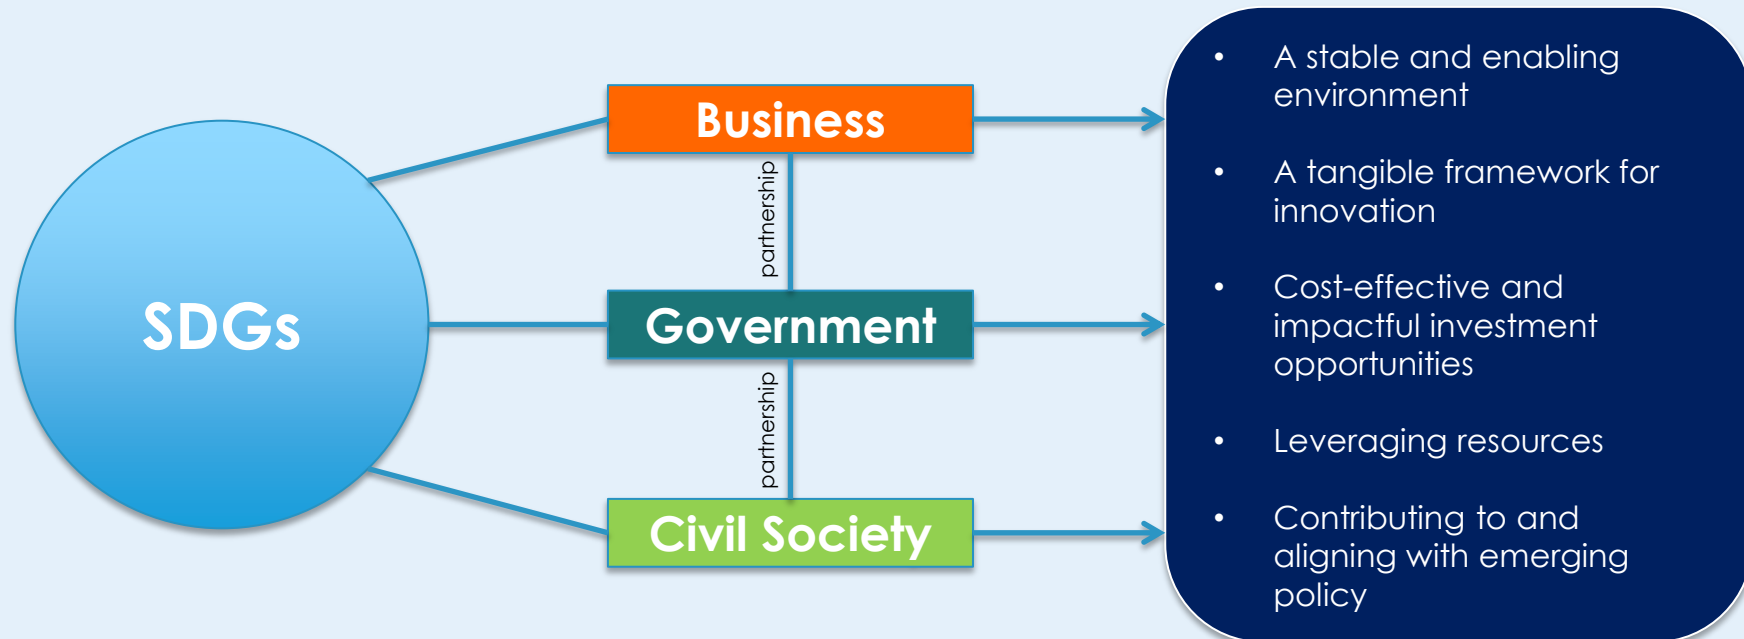 SDGs
Business
partnership
Government
partnership
Civil Society
• A stable and enabling
environment
• A tangible framework for
innovation
• Cost-effective and
impactful investment
opportunities
• Leveraging resources
• Contributing to and
aligning with emerging
policy